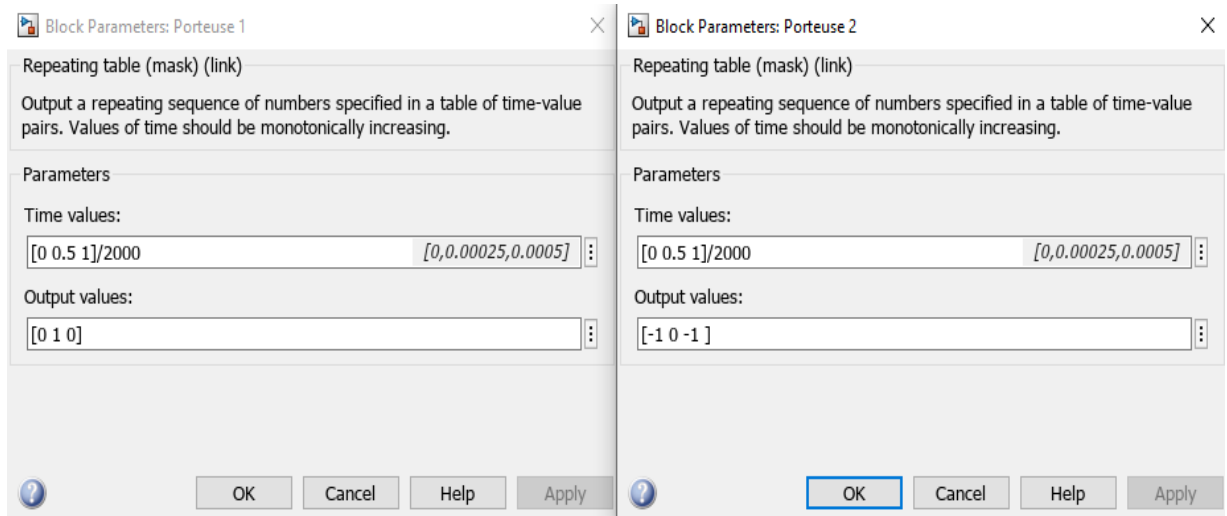 Block Parameters: Porteuse 1
Repeating table (mask) (link)
Output a repeating sequence of numbers specified in a table of time-value
pairs. Values of time should be monotonically increasing.
Parameters
Time values:
[0 0.5 1]/2000 [0,0.00025,0.0005]
Output values:
[0 1 0]
OK Cancel Help Apply
Block Parameters: Porteuse 2
Repeating table (mask) (link)
Output a repeating sequence of numbers specified in a table of time-value
pairs. Values of time should be monotonically increasing.
Parameters
Time values:
[0 0.5 1]/2000 [0,0.00025,0.0005]
Output values:
[-1 0 -1 ]
OK Cancel Help Apply